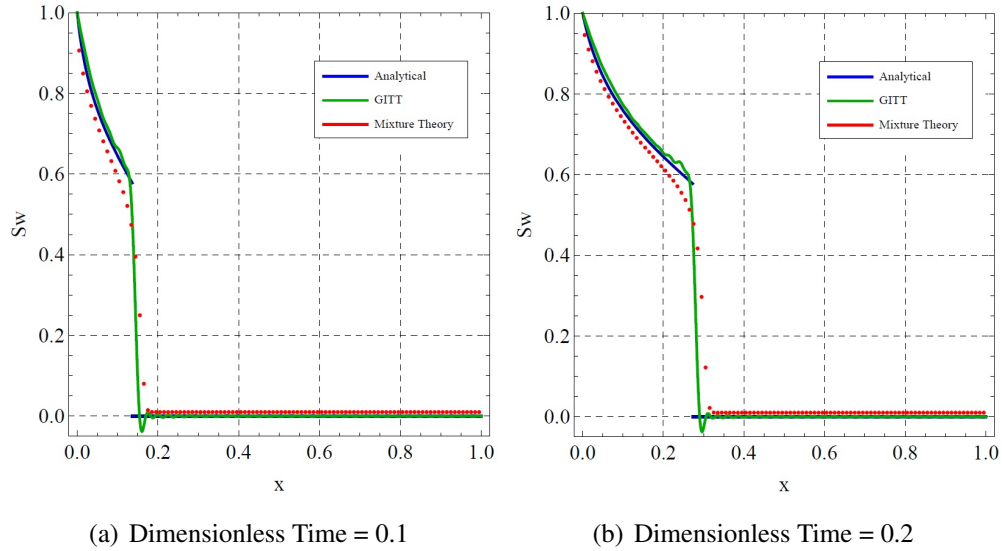 1.0
0.8
0.6
0.4
0.2
0.0
Sw
0.0 0.2 0.4 0.6 0.8 1.0
x
Analytical
GITT
Mixture Theory
(a) Dimensionless Time = 0.1
1.0
0.8
0.6
0.4
0.2
0.0
Sw
0.0 0.2 0.4 0.6 0.8 1.0
x
Analytical
GITT
Mixture Theory
(b) Dimensionless Time = 0.2